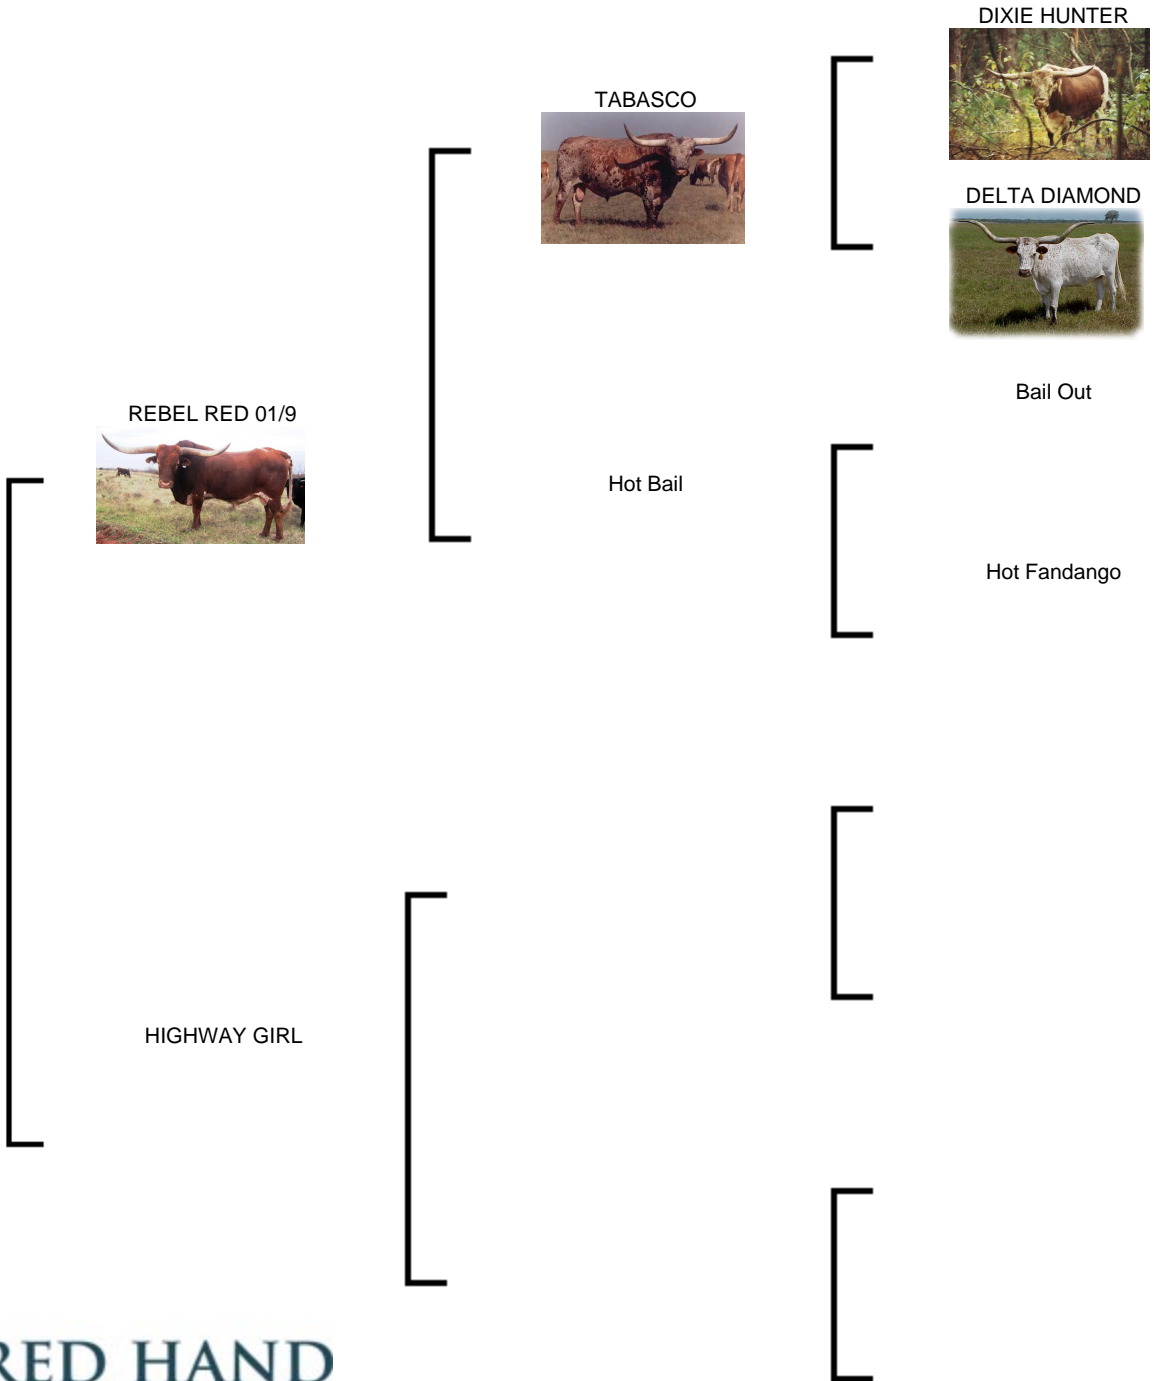 DIXIE HUNTER
TABASCO
DELTA DIAMOND
Bail Out
REBEL RED 01/9
Hot Bail
Hot Fandango
HIGHWAY GIRL
RED HAND